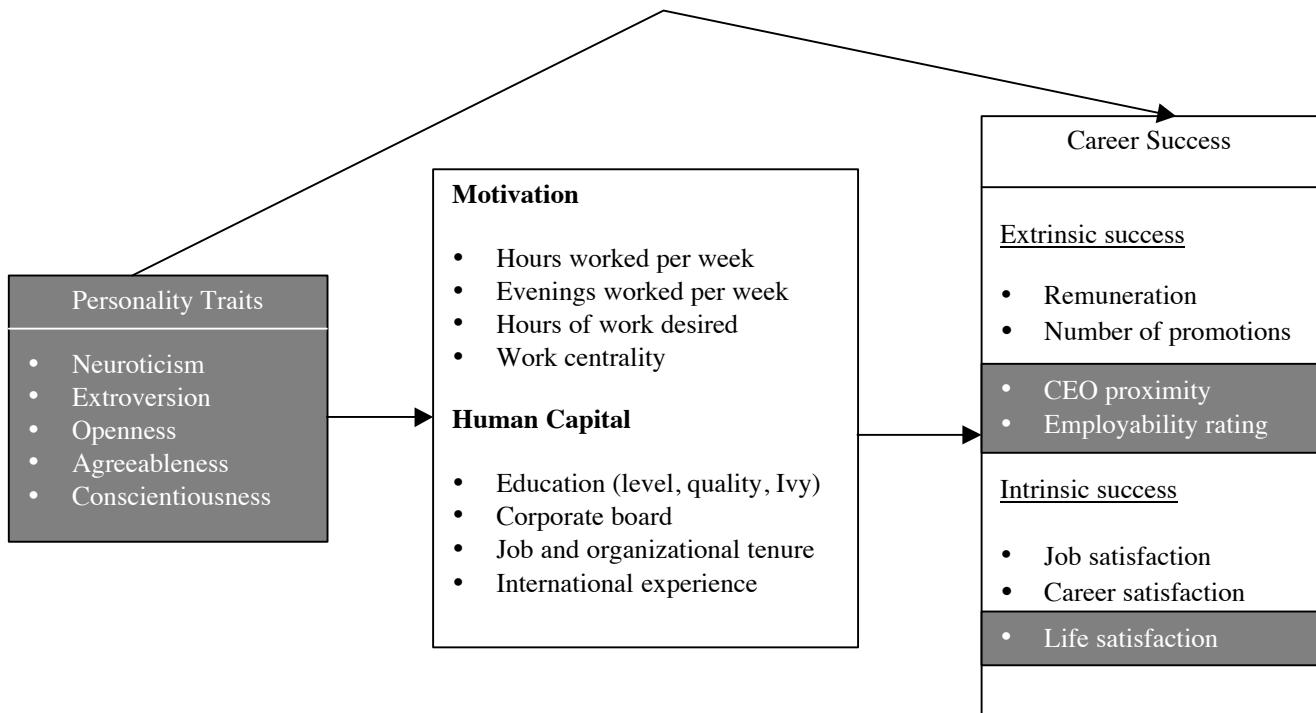 Personality Traits
• Neuroticism
• Extroversion
• Openness
• Agreeableness
• Conscientiousness
Motivation
• Hours worked per week
• Evenings worked per week
• Hours of work desired
• Work centrality
Human Capital
• Education (level, quality, Ivy)
• Corporate board
• Job and organizational tenure
• International experience
Career Success
Extrinsic success
• Remuneration
• Number of promotions
• CEO proximity
• Employability rating
Intrinsic success
• Job satisfaction
• Career satisfaction
• Life satisfaction